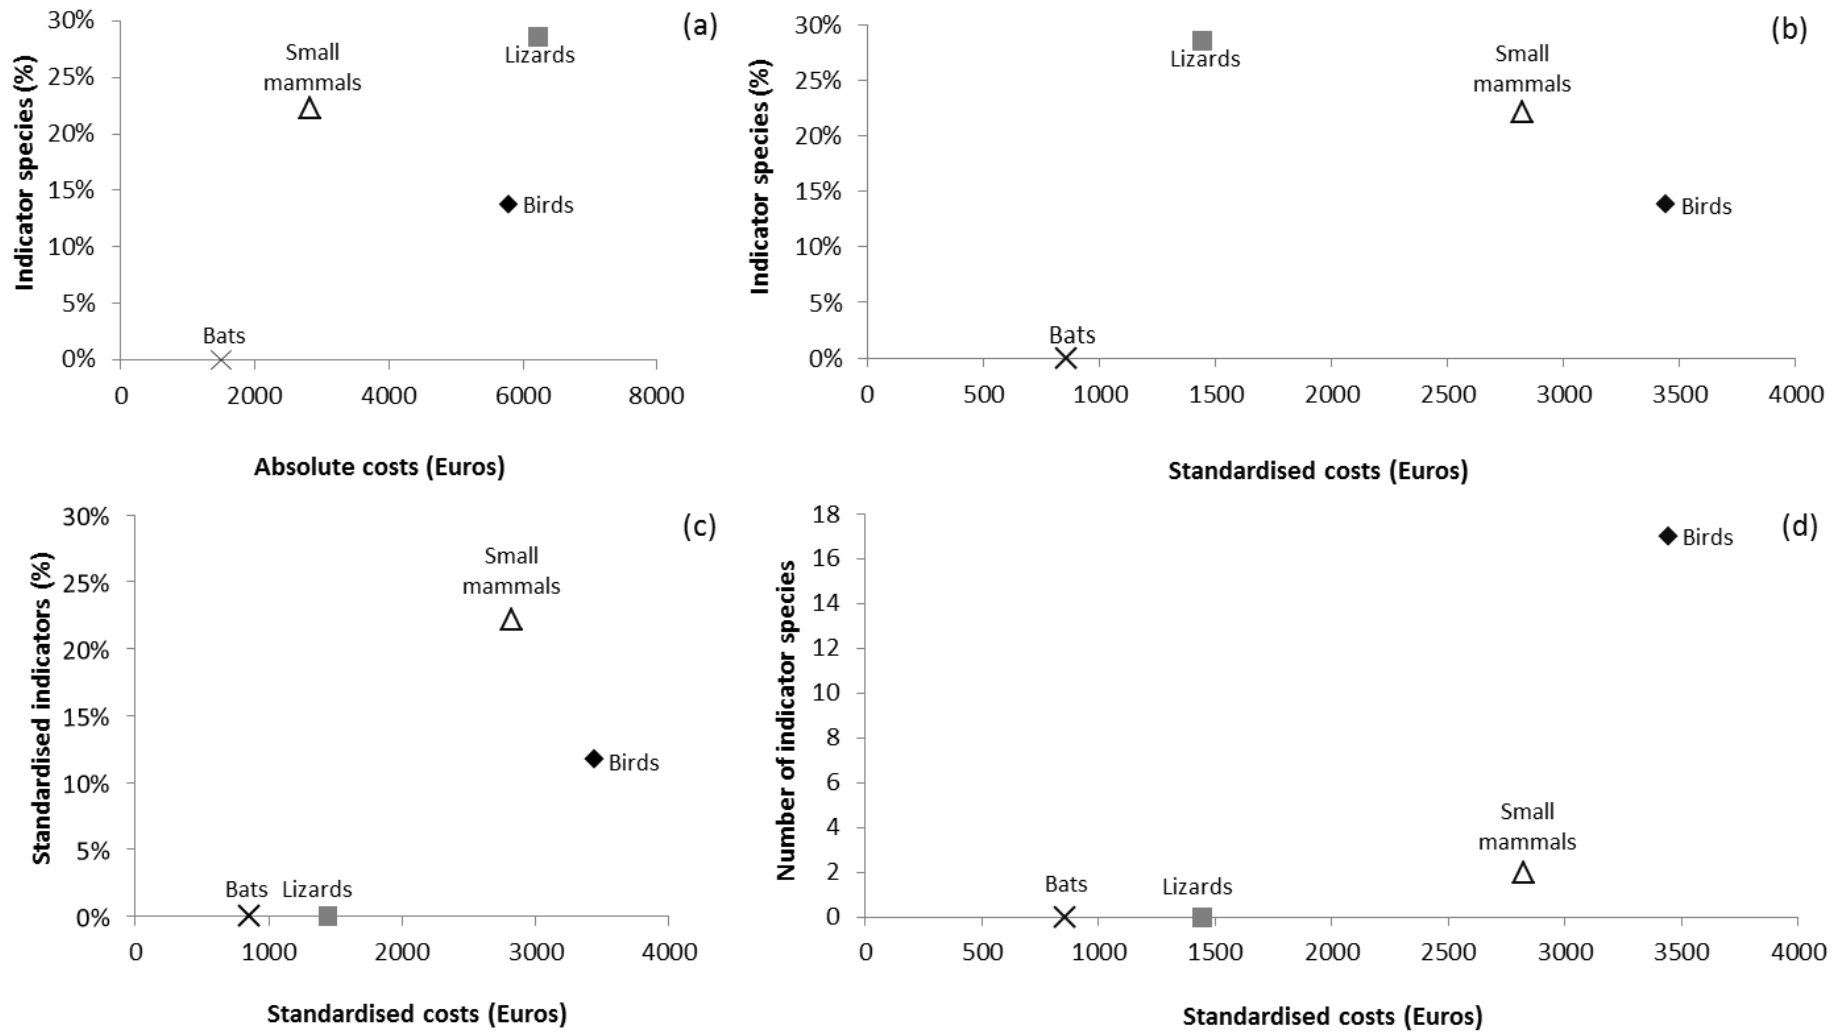 (a)
Indicator species (%)
30%
25%
20%
15%
10%
5%
0%
Small
mammals
Lizards
Birds
Bats
0 2000 4000 6000 8000
Absolute costs (Euros)
(b)
Indicator species (%)
30%
25%
20%
15%
10%
5%
0%
Lizards
Small
mammals
Birds
Bats
0 500 1000 1500 2000 2500 3000 3500 4000
Standardised costs (Euros)
(c)
Standardised indicators (%)
30%
25%
20%
15%
10%
5%
0%
Small
mammals
Birds
Bats Lizards
0 1000 2000 3000 4000
Standardised costs (Euros)
(d)
Number of indicator species
18
16
14
12
10
8
6
4
2
0
Birds
Small
mammals
Bats Lizards
0 500 1000 1500 2000 2500 3000 3500 4000
Standardised costs (Euros)